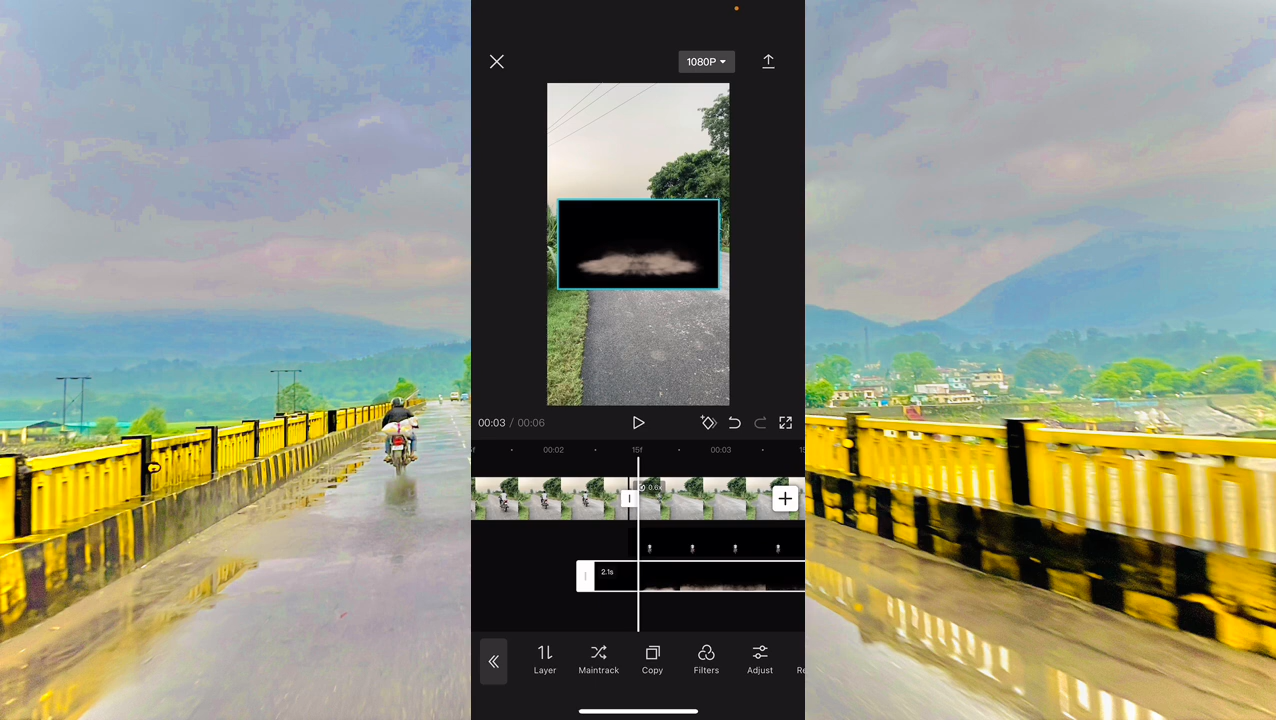 1080P
00:03 / 00:06
00:02
15f
00:03
0.6x
2.1s
Layer
Maintrack
Copy
Filters
Adjust